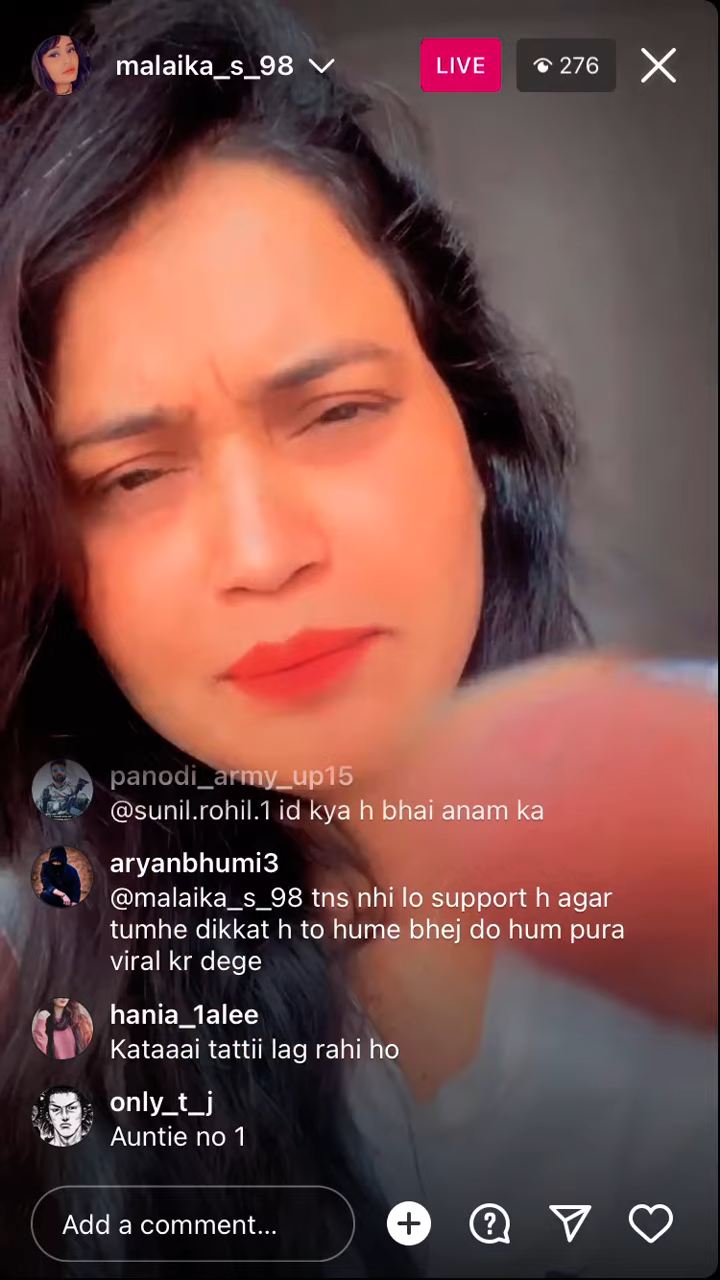 malaika_s_98
LIVE
276
panodi_army_up15
@sunil.rohil.1 id kya h bhai anam ka
aryanbhumi3
@malaika_s_98 tns nhi lo support h agar
tumhe dikkat h to hume bhej do hum pura
viral kr dege
hania_1alee
Kataaai tattii lag rahi ho
only_t_j
Auntie no 1
Add a comment...